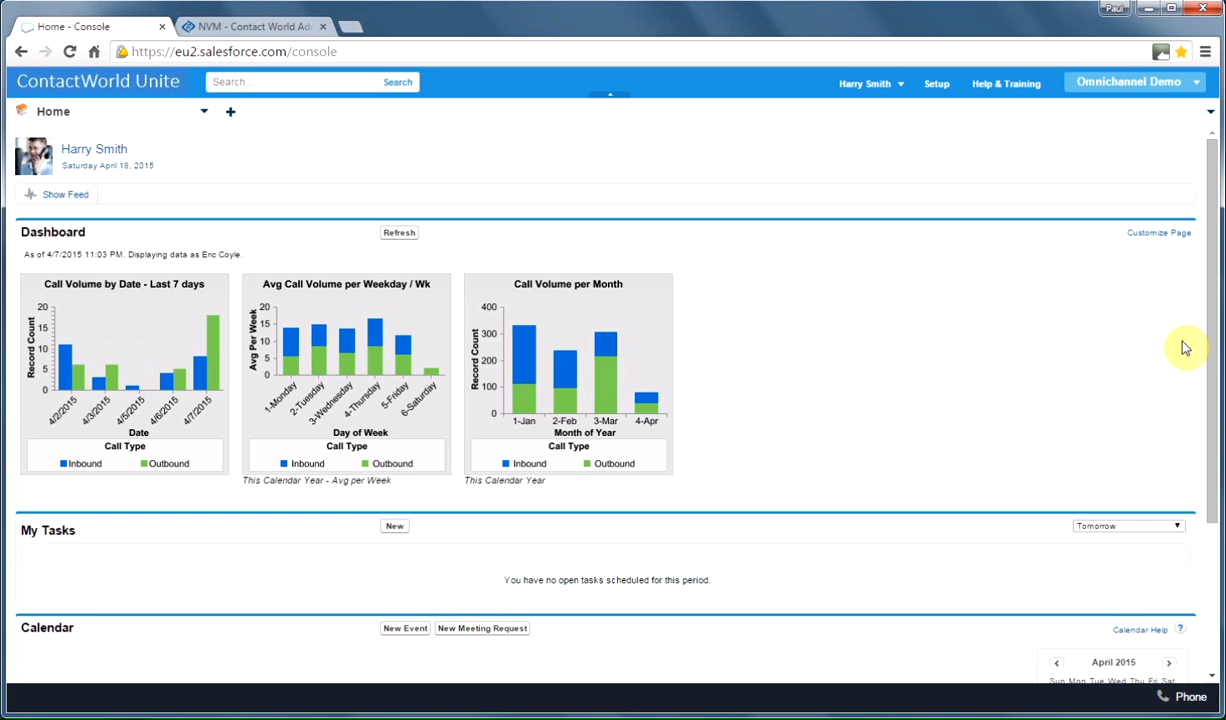 Paul
Home - Console
NVM - Contact World Ad
https://eu2.salesforce.com/console
ContactWorld Unite
Search...
Search
Harry Smith
Setup
Help & Training
Omnichannel Demo
Home
Harry Smith
Saturday April 18, 2015
Show Feed
Dashboard
Refresh
Customize Page
As of 4/7/2015 11:03 PM. Displaying data as Eric Coyle.
Call Volume by Date - Last 7 days
Record Count
20
15
10
5
0
4/2/2015
4/3/2015
4/5/2015
4/6/2015
4/7/2015
Date
Call Type
Inbound
Outbound
Avg Call Volume per Weekday / Wk
Avg Per Week
20
15
10
5
0
1-Monday
2-Tuesday
3-Wednesday
4-Thursday
5-Friday
6-Saturday
Day of Week
Call Type
Inbound
Outbound
This Calendar Year - Avg per Week
Call Volume per Month
Record Count
400
300
200
100
0
1-Jan
2-Feb
3-Mar
4-Apr
Month of Year
Call Type
Inbound
Outbound
This Calendar Year
My Tasks
New
Tomorrow
You have no open tasks scheduled for this period.
Calendar
New Event
New Meeting Request
Calendar Help
?
April 2015
Sun Mon Tue Wed Thu Fri Sat
Phone